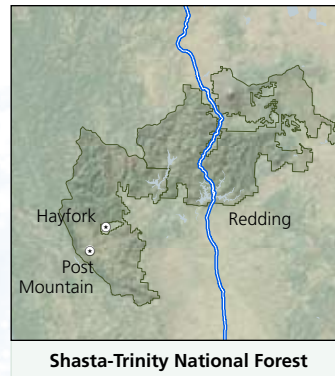 Hayfork
Redding
Post
Mountain
Shasta-Trinity National Forest